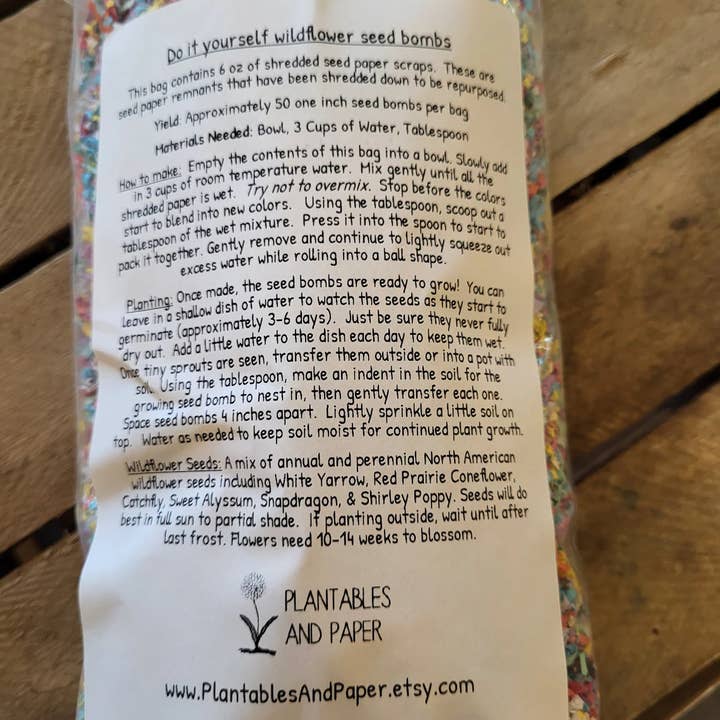 Do it yourself wildflower seed bombs
This bag contains 6 oz of shredded seed paper scraps. These are
seed paper remnants that have been shredded down to be repurposed.
Yield: Approximately 50 one inch seed bombs per bag
Materials Needed: Bowl, 3 Cups of Water, Tablespoon
How to make: Empty the contents of this bag into a bowl. Slowly add
in 3 cups of room temperature water. Mix gently until all the
shredded paper is wet. Try not to overmix. Stop before the colors
start to blend into new colors. Using the tablespoon, scoop out a
tablespoon of the wet mixture. Press it into the spoon to start to
pack it together. Gently remove and continue to lightly squeeze out
excess water while rolling into a ball shape.
Planting: Once made, the seed bombs are ready to grow! You can
leave in a shallow dish of water to watch the seeds as they start to
germinate (approximately 3-6 days). Just be sure they never fully
dry out. Add a little water to the dish each day to keep them wet.
Once tiny sprouts are seen, transfer them outside or into a pot with
soil. Using the tablespoon, make an indent in the soil for the
growing seed bomb to nest in, then gently transfer each one.
Space seed bombs 4 inches apart. Lightly sprinkle a little soil on
top. Water as needed to keep soil moist for continued plant growth.
Wildflower Seeds: A mix of annual and perennial North American
wildflower seeds including White Yarrow, Red Prairie Coneflower,
Catchfly, Sweet Alyssum, Snapdragon, & Shirley Poppy. Seeds will do
best in full sun to partial shade. If planting outside, wait until after
last frost. Flowers need 10-14 weeks to blossom.
PLANTABLES
AND PAPER
www.PlantablesAndPaper.etsy.com